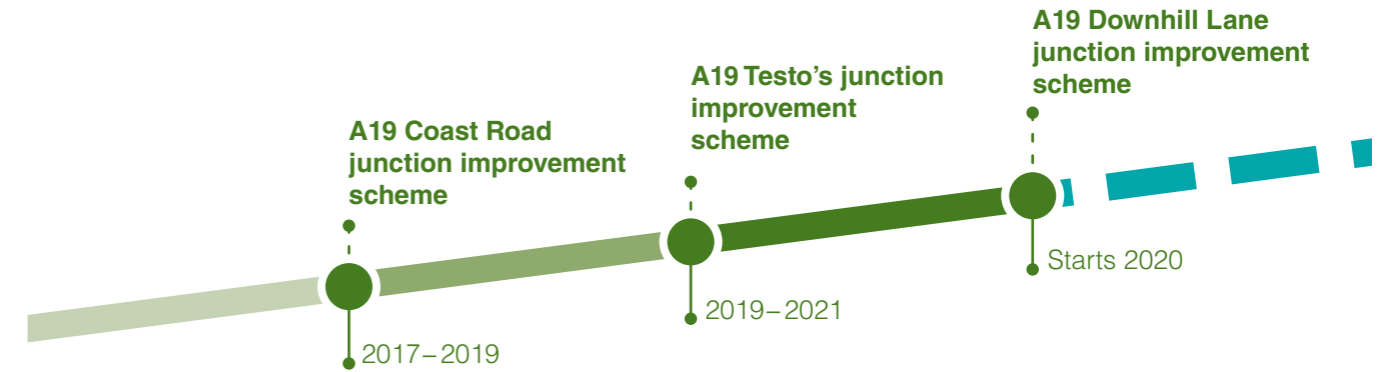 A19 Coast Road
junction improvement
scheme
2017–2019
A19 Testo's junction
improvement
scheme
2019–2021
A19 Downhill Lane
junction improvement
scheme
Starts 2020